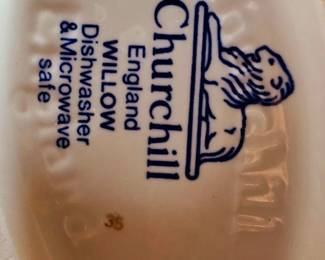 Churchill
England
WILLOW
Dishwasher
& Microwave
safe
35